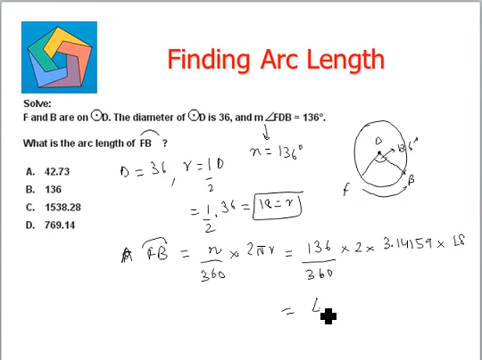 Finding Arc Length
Solve:
F and B are on ⊙D. The diameter of ⊙D is 36, and m∠FDB = 136°.
What is the arc length of FB ?
A. 42.73
B. 136
C. 1538.28
D. 769.14
n = 136°
D = 36, r = 1/2 D
= 1/2 . 36 = 18 = r
D
136°
F
B
FB = n/360 × 2πr = 136/360 × 2 × 3.14159 × 18
= 4